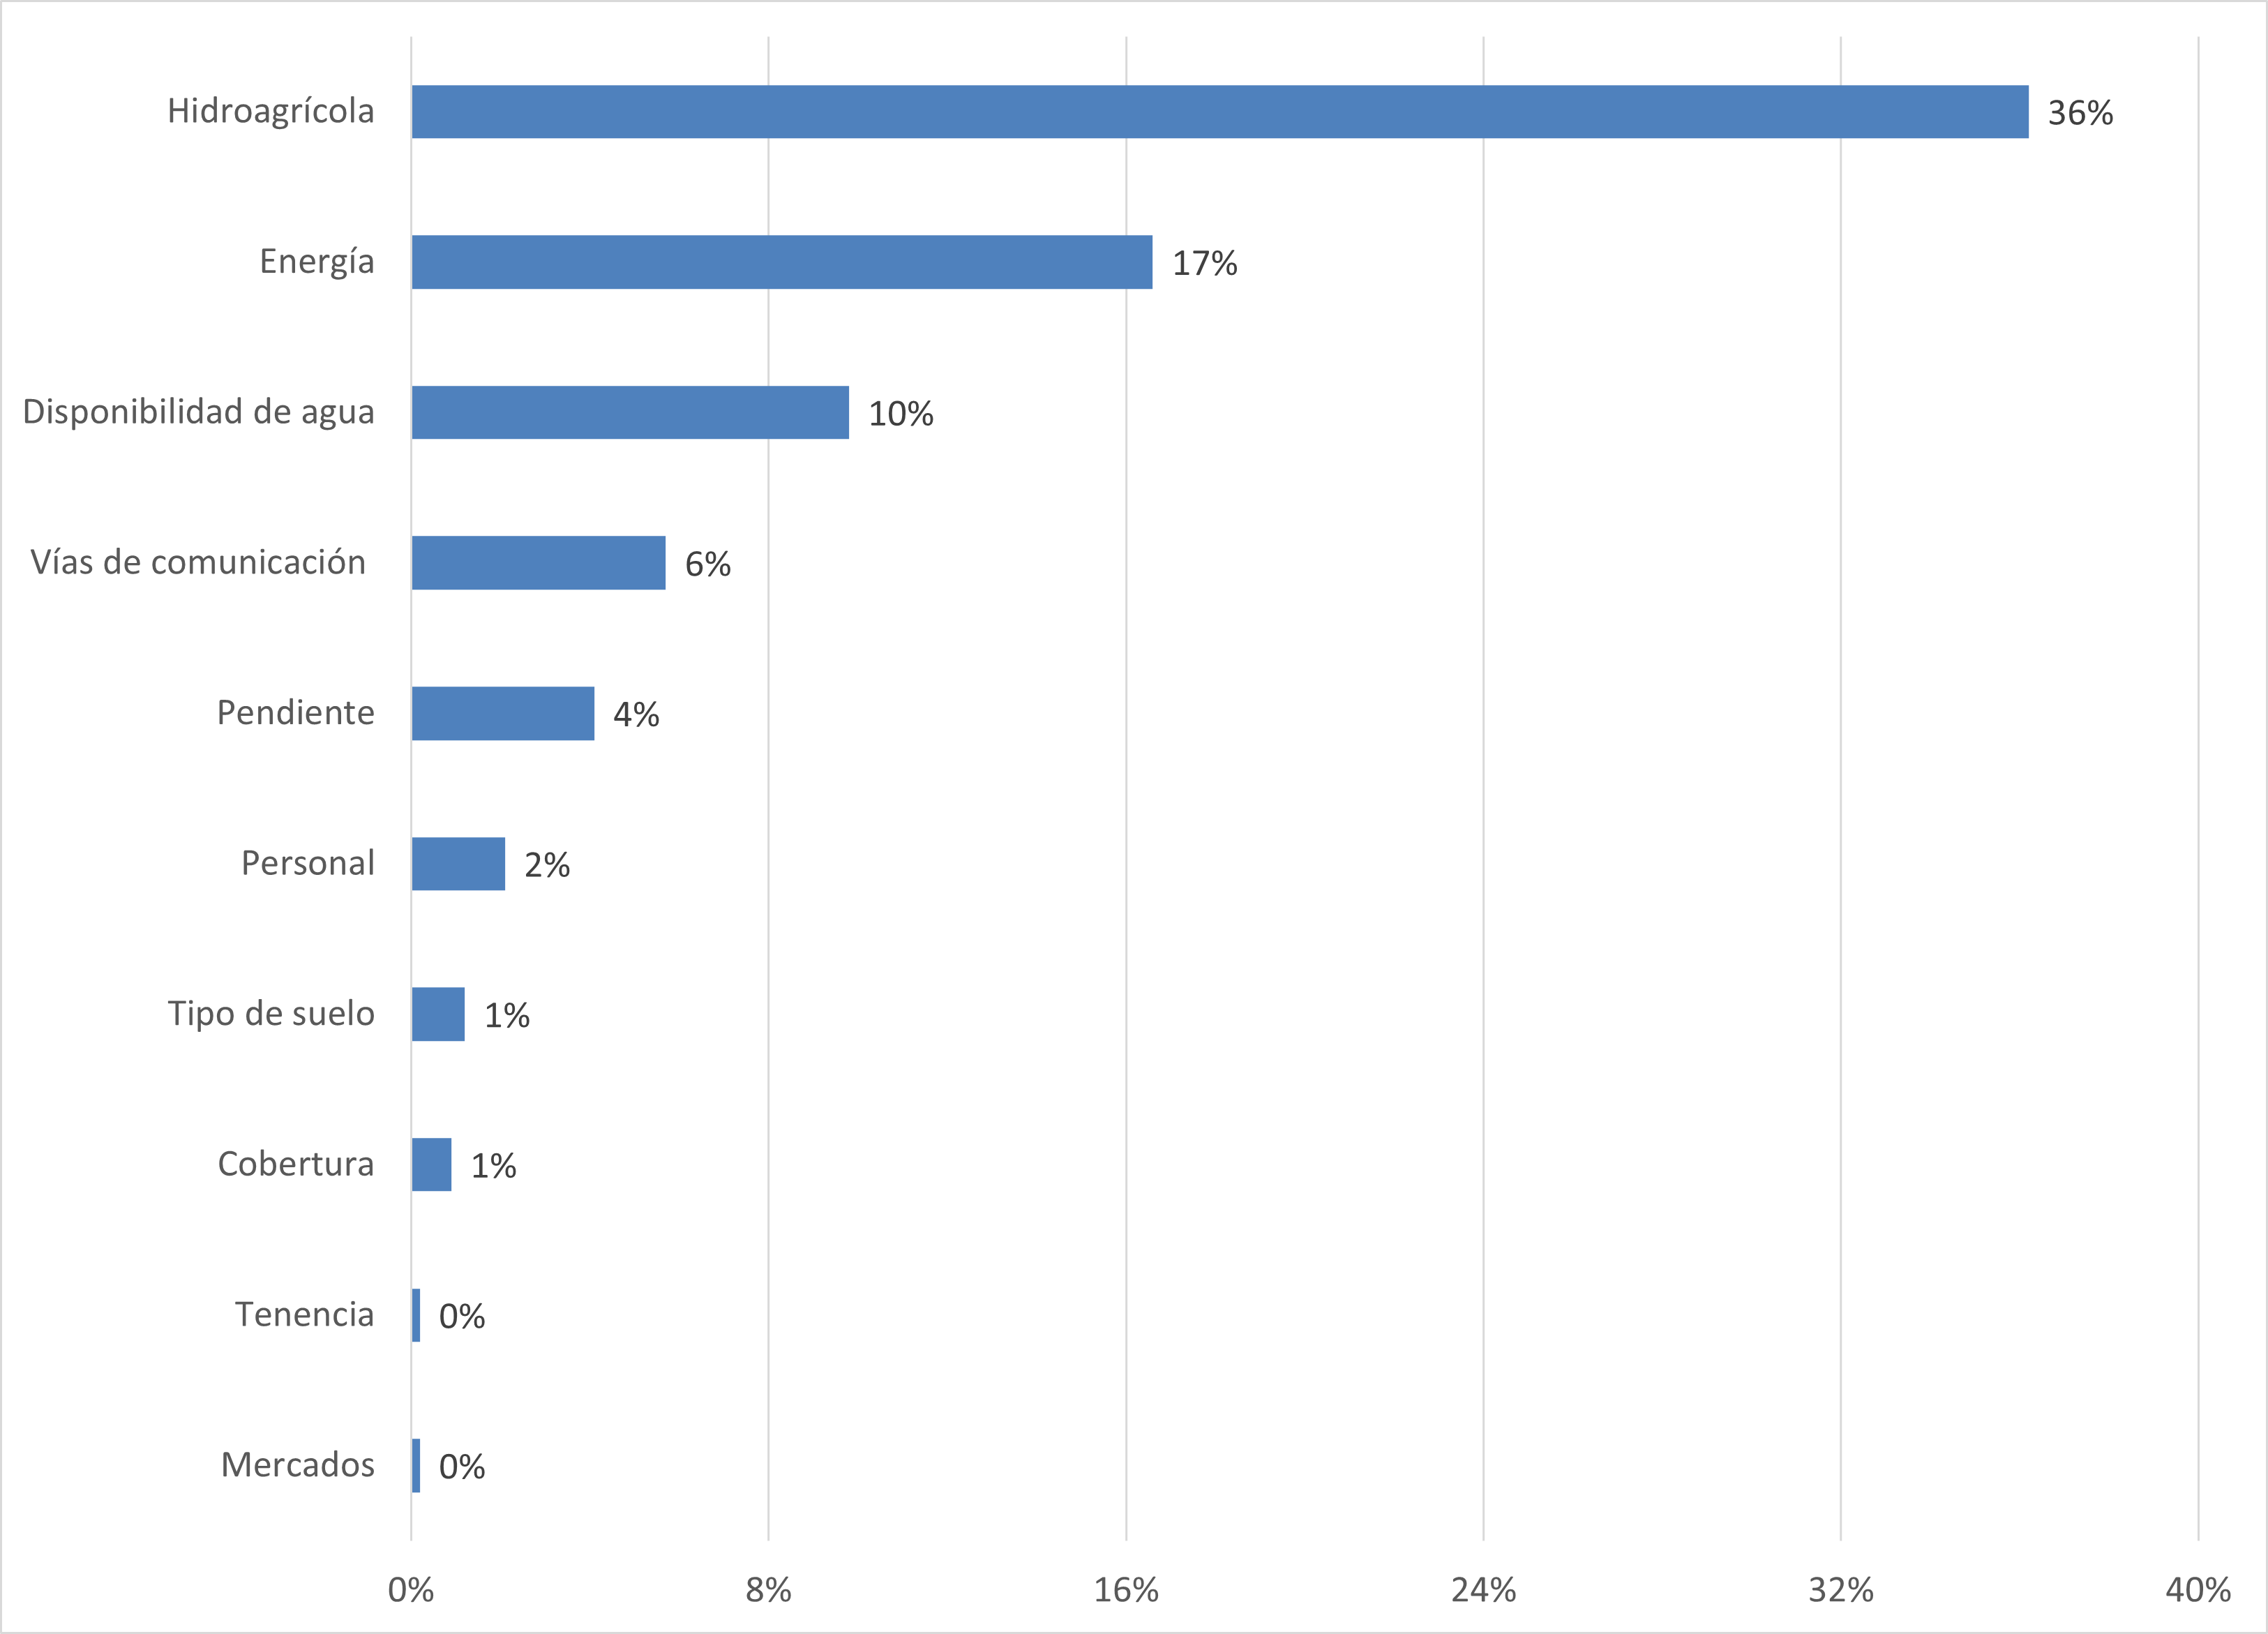 Hidroagrícola 36%
Energía 17%
Disponibilidad de agua 10%
Vías de comunicación 6%
Pendiente 4%
Personal 2%
Tipo de suelo 1%
Cobertura 1%
Tenencia 0%
Mercados 0%
0% 8% 16% 24% 32% 40%